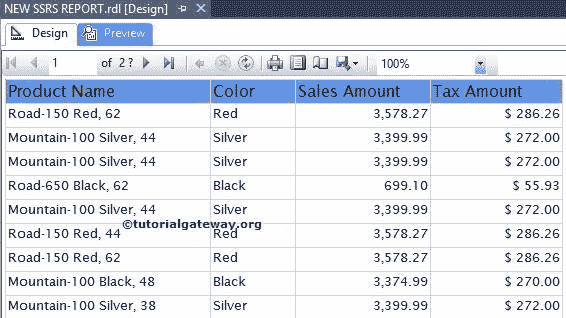 NEW SSRS REPORT.rdl [Design]
Design Preview
1 of 2 ? 100%
Product Name Color Sales Amount Tax Amount
Road-150 Red, 62 Red 3,578.27 $ 286.26
Mountain-100 Silver, 44 Silver 3,399.99 $ 272.00
Mountain-100 Silver, 44 Silver 3,399.99 $ 272.00
Road-650 Black, 62 Black 699.10 $ 55.93
Mountain-100 Silver, 44 Silver 3,399.99 $ 272.00
©tutorialgateway.org
Road-150 Red, 44 Red 3,578.27 $ 286.26
Road-150 Red, 62 Red 3,578.27 $ 286.26
Mountain-100 Black, 48 Black 3,374.99 $ 270.00
Mountain-100 Silver, 38 Silver 3,399.99 $ 272.00